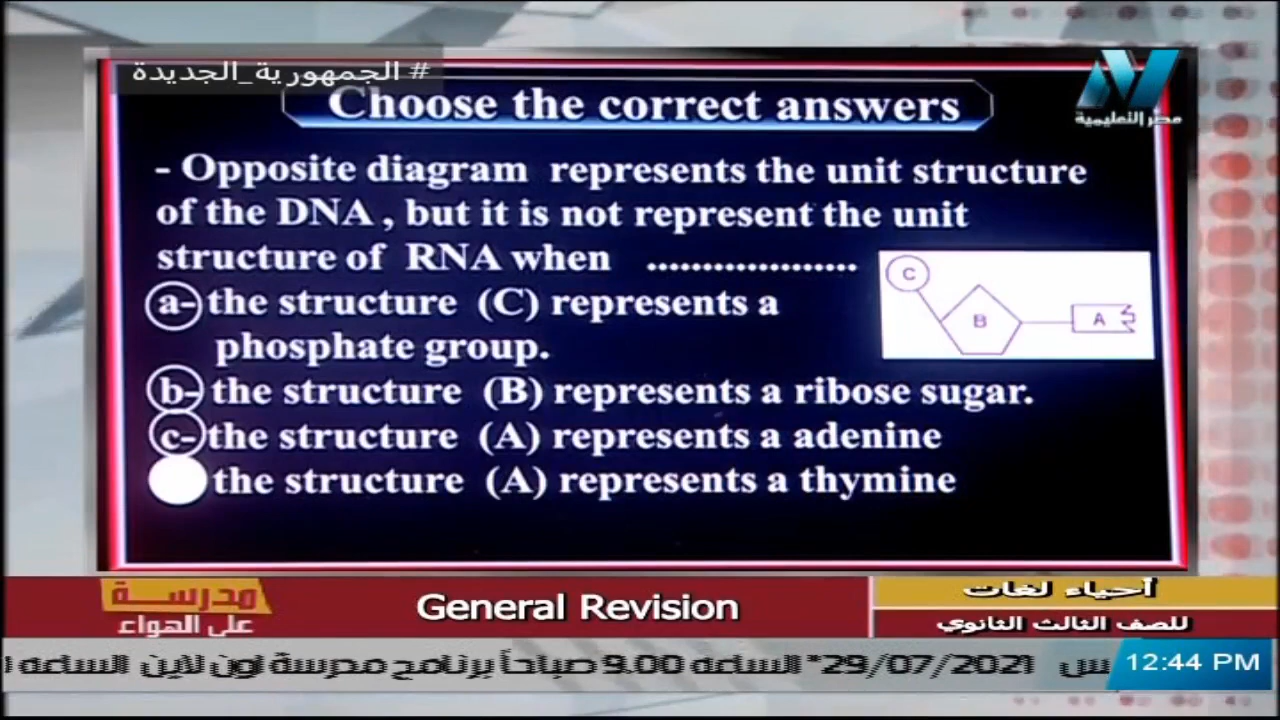 # الجمهورية_الجديدة
مصر التعليمية
Choose the correct answers
- Opposite diagram represents the unit structure
of the DNA , but it is not represent the unit
structure of RNA when ...................
a- the structure (C) represents a
phosphate group.
b- the structure (B) represents a ribose sugar.
c- the structure (A) represents a adenine
the structure (A) represents a thymine
C
B
A
مدرسة
على الهواء
General Revision
أحياء لغات
للصف الثالث الثانوي
س 29/07/2021* الساعه 9.00 صباحاً برنامج مدرسة اون لاين الساعه
12:44 PM